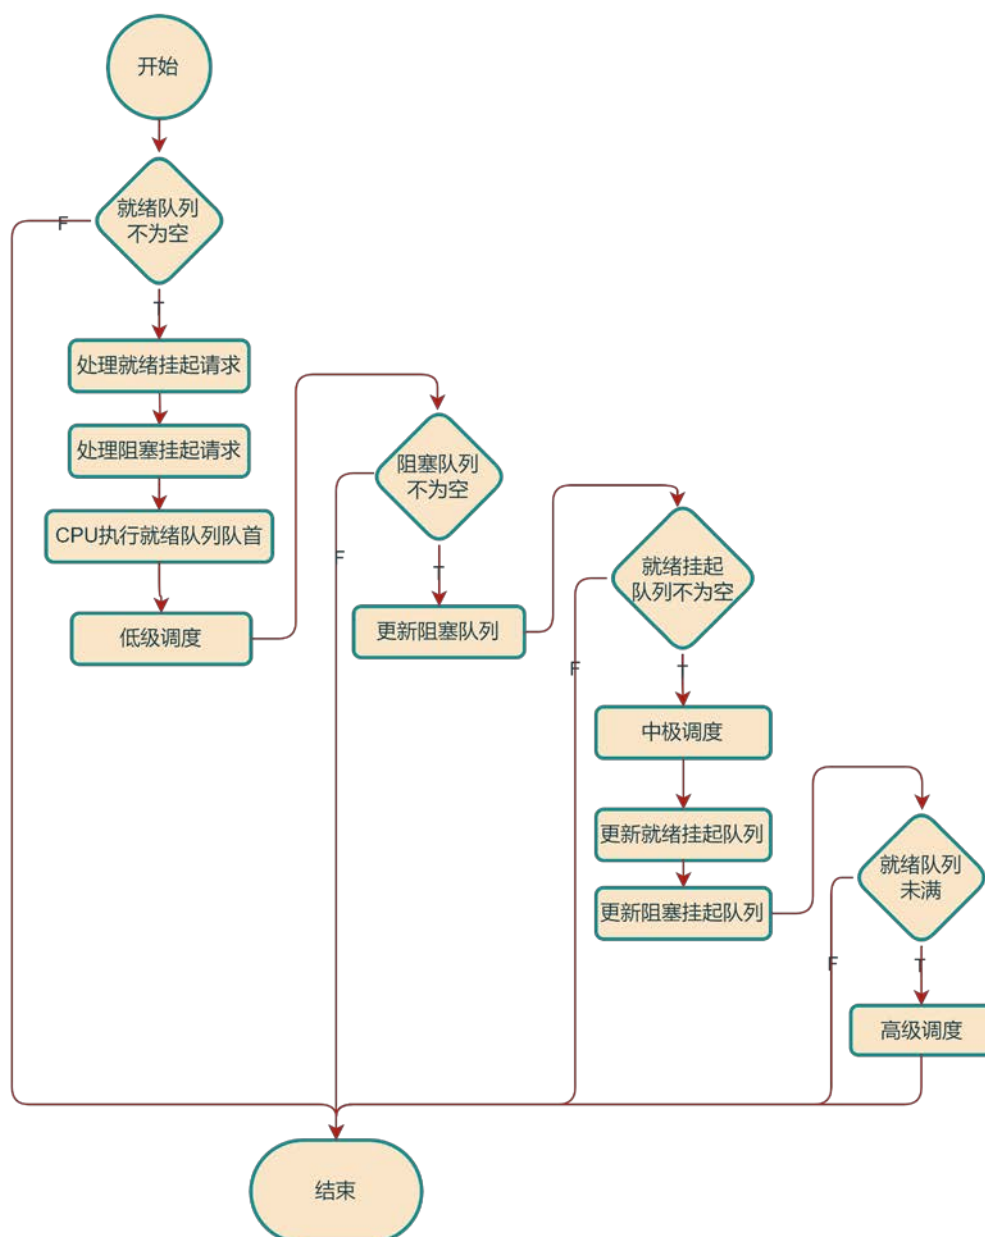 开始
就绪队列
不为空
F
T
处理就绪挂起请求
处理阻塞挂起请求
CPU执行就绪队列队首
低级调度
阻塞队列
不为空
F
T
更新阻塞队列
就绪挂起
队列不为空
F
T
中极调度
更新就绪挂起队列
更新阻塞挂起队列
就绪队列
未满
F
T
高级调度
结束